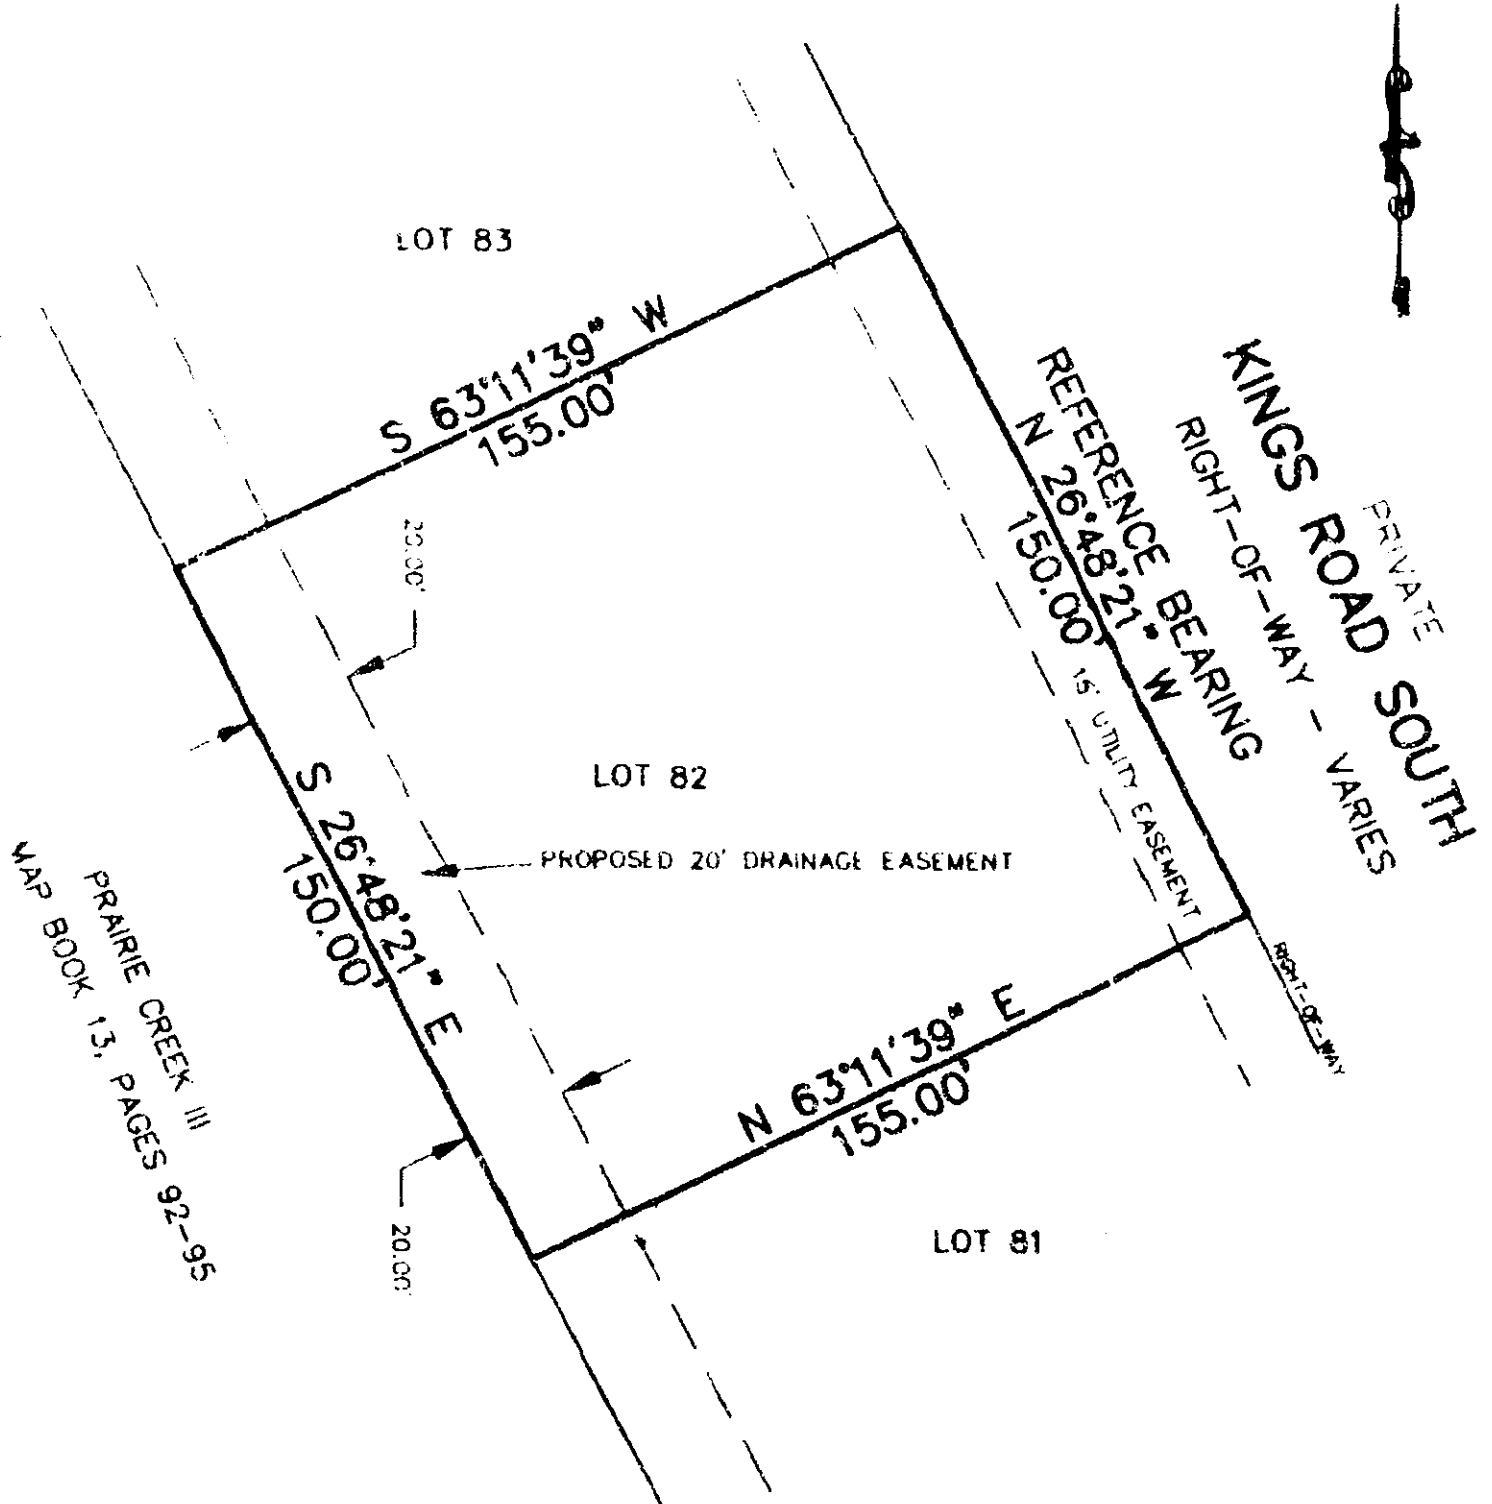 LOT 83
S 63°11'39" W
155.00'
PRIVATE
KINGS ROAD SOUTH
RIGHT-OF-WAY - VARIES
REFERENCE BEARING
N 26°48'21" W
150.00'
15' UTILITY EASEMENT
20.00'
LOT 82
PROPOSED 20' DRAINAGE EASEMENT
S 26°48'21" E
150.00'
PRAIRIE CREEK III
MAP BOOK 13, PAGES 92-95
RIGHT-OF-WAY
N 63°11'39" E
155.00'
20.00'
LOT 81